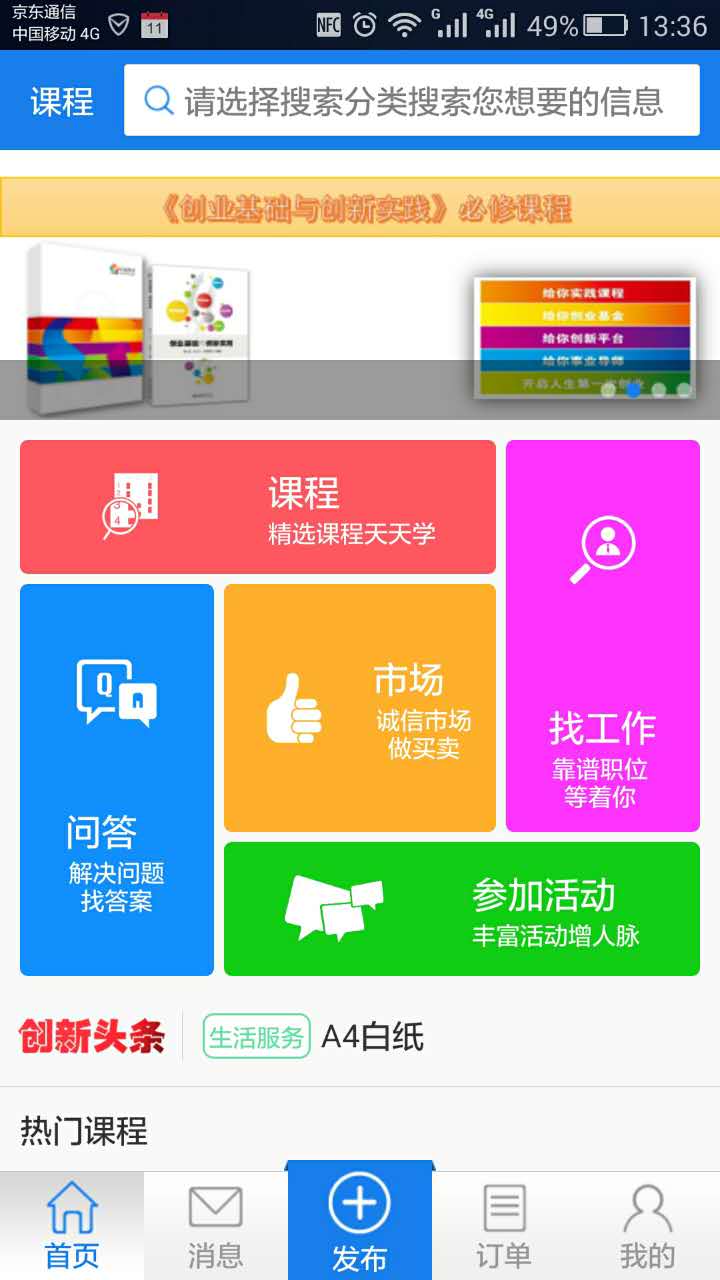 京东通信
中国移动 4G
11
NFC
G
4G
49%
13:36
课程
请选择搜索分类搜索您想要的信息
《创业基础与创新实践》必修课程
给你实践课程
给你创业基金
给你创新平台
给你事业导师
开启人生第一次创业
课程
精选课程天天学
找工作
靠谱职位
等着你
Q
市场
诚信市场
做买卖
问答
解决问题
找答案
参加活动
丰富活动增人脉
创新头条
生活服务
A4白纸
热门课程
首页
消息
发布
订单
我的